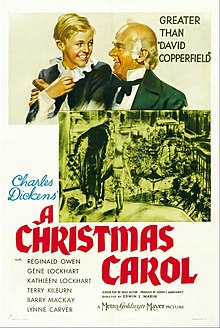 GREATER
THAN
"DAVID
COPPERFIELD"
Charles
Dickens'
A
CHRISTMAS
CAROL
with
REGINALD OWEN
GENE LOCKHART
KATHLEEN LOCKHART
TERRY KILBURN
BARRY MACKAY
LYNNE CARVER
DIRECTED BY EDWIN L. MARIN
A Metro-Goldwyn-Mayer PICTURE